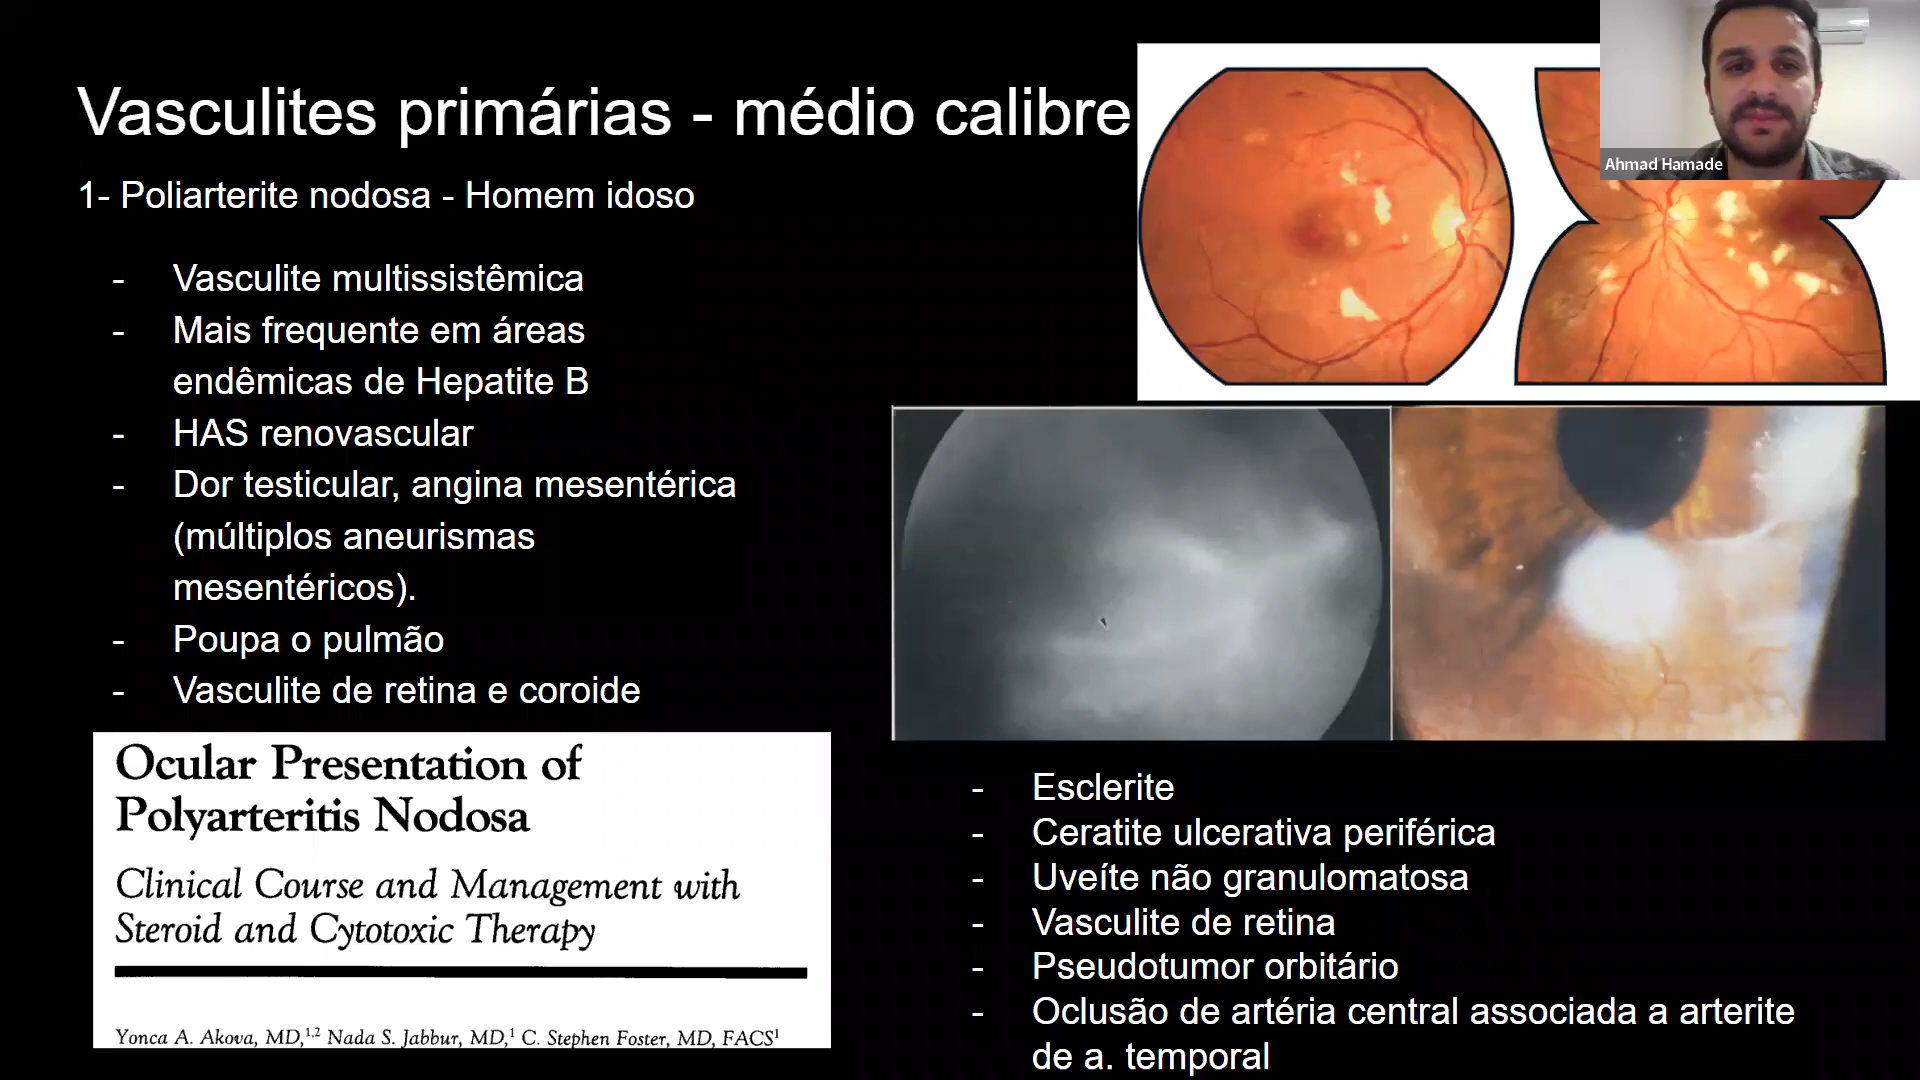 Vasculites primárias - médio calibre
Ahmad Hamade
1- Poliarterite nodosa - Homem idoso
- Vasculite multissistêmica
- Mais frequente em áreas
endêmicas de Hepatite B
- HAS renovascular
- Dor testicular, angina mesentérica
(múltiplos aneurismas
mesentéricos).
- Poupa o pulmão
- Vasculite de retina e coroide
Ocular Presentation of
Polyarteritis Nodosa
Clinical Course and Management with
Steroid and Cytotoxic Therapy
Yonca A. Akova, MD,1,2 Nada S. Jabbur, MD,1 C. Stephen Foster, MD, FACS1
- Esclerite
- Ceratite ulcerativa periférica
- Uveíte não granulomatosa
- Vasculite de retina
- Pseudotumor orbitário
- Oclusão de artéria central associada a arterite
de a. temporal